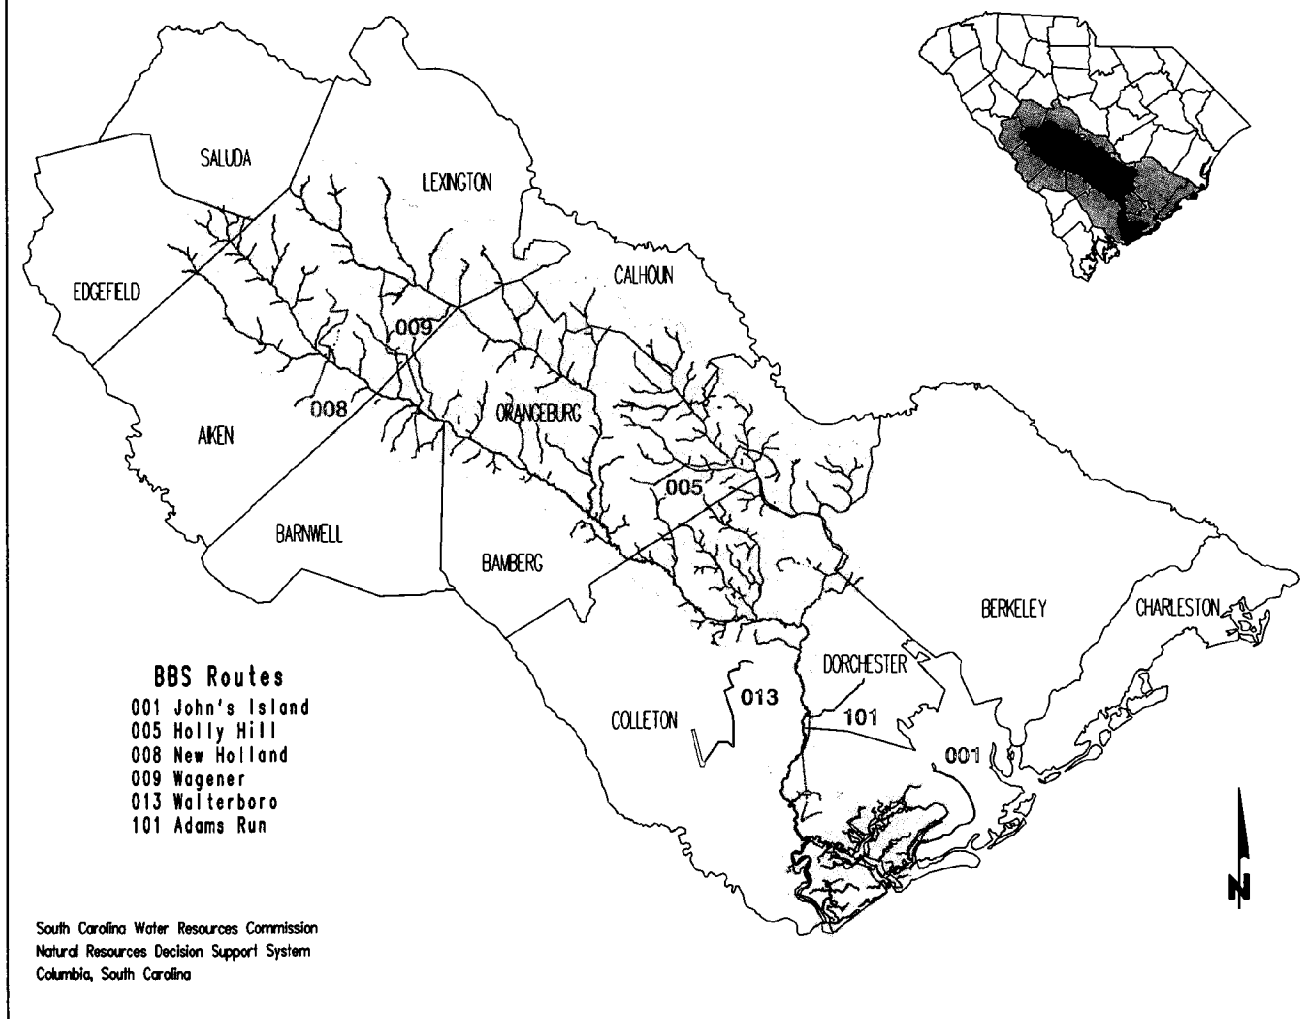 SALUDA
LEXINGTON
CALHOUN
EDGEFIELD
009
008
ORANGEBURG
AIKEN
005
BARNWELL
BAMBERG
BERKELEY
CHARLESTON
DORCHESTER
013
COLLETON
101
001
BBS Routes
001 John's Island
005 Holly Hill
008 New Holland
009 Wagener
013 Walterboro
101 Adams Run
N
South Carolina Water Resources Commission
Natural Resources Decision Support System
Columbia, South Carolina